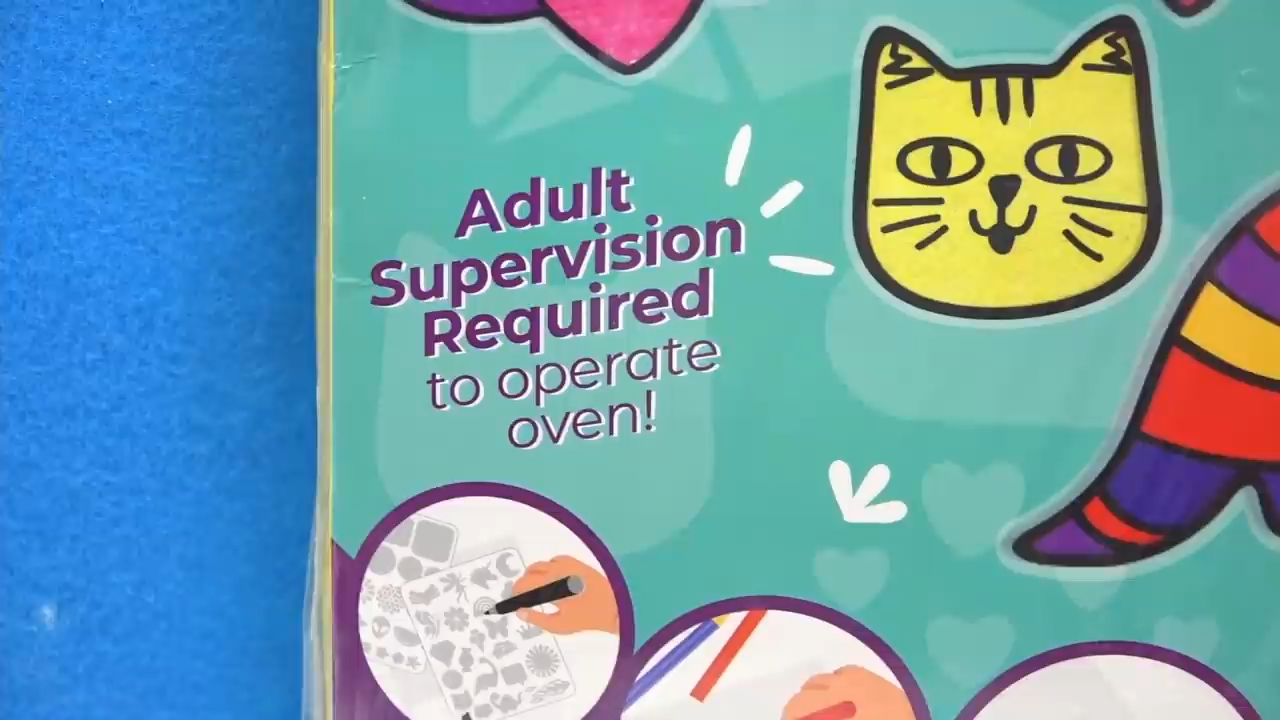 Adult
Supervision
Required
to operate
oven!